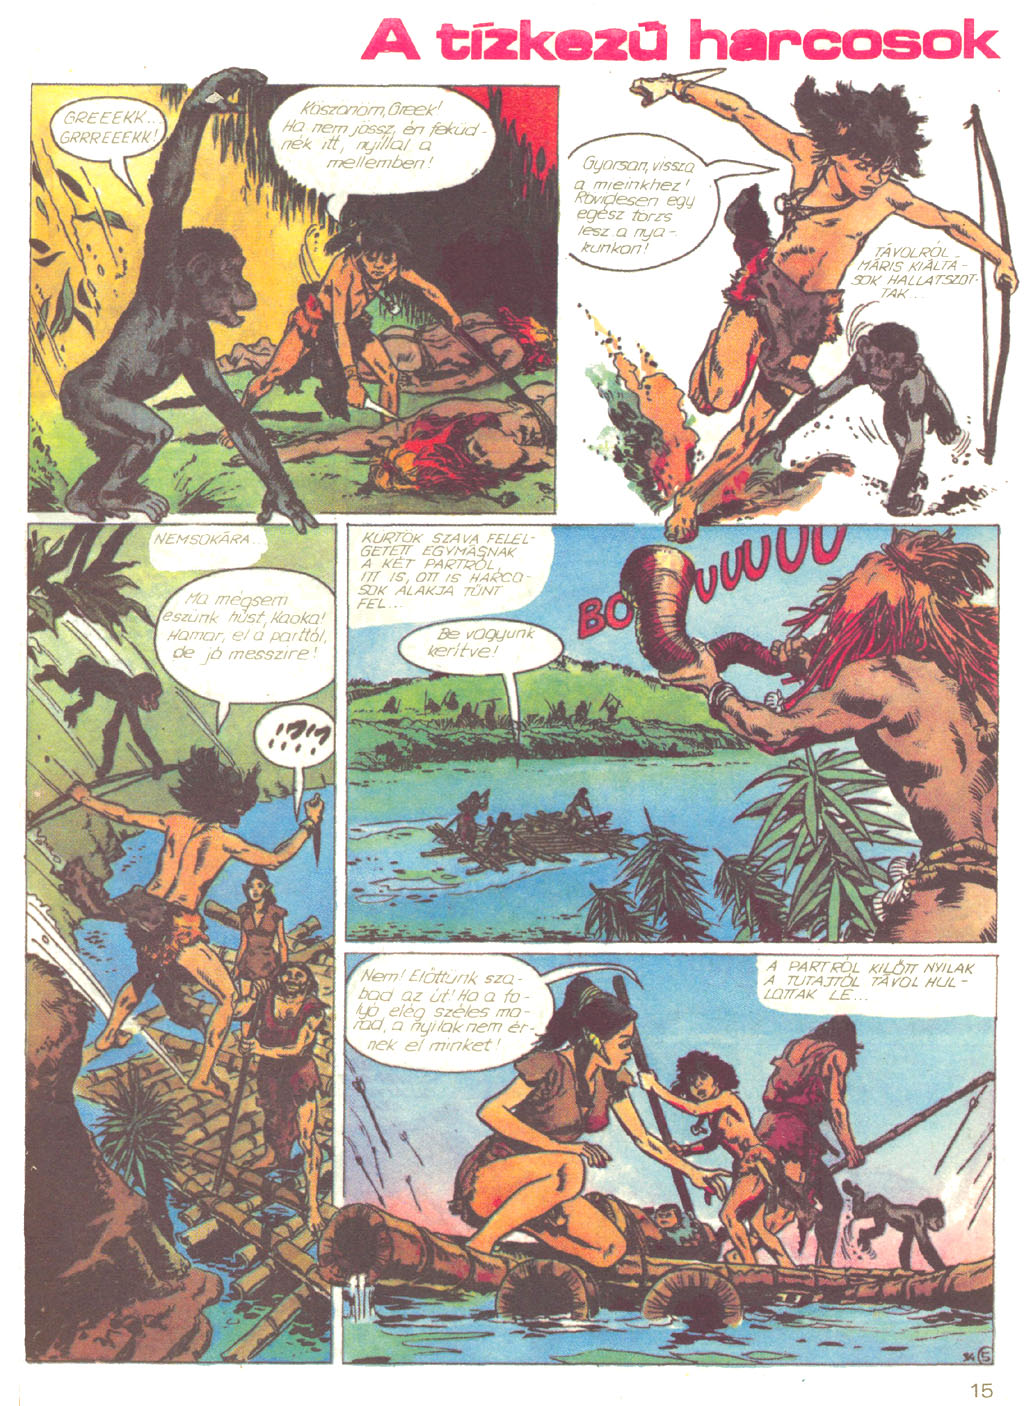 A tízkezű harcosok
GREEEKK...
GRRREEEKK!
Köszönöm, Greek!
Ha nem jössz, én feküd-
nék itt, nyillal a
mellemben!
Gyorsan, vissza
a mieinkhez!
Rövidesen egy
egész törzs
lesz a nya-
kunkon!
TÁVOLRÓL
MÁRIS KIÁLTÁ-
SOK HALLATSZOT-
TAK...
NEMSOKÁRA...
Ma mégsem
eszünk húst, Kaoka!
Hamar, el a parttól,
de jó messzire!
!!!!
KÜRTÖK SZAVA FELEL-
GETETT EGYMÁSNAK
A KÉT PARTRÓL,
ITT IS, OTT IS HARCO-
SOK ALAKJA TŰNT
FEL...
Be vagyunk
kerítve!
Nem! Előttünk sza-
bad az út! Ha a fo-
lyó elég széles ma-
rad, a nyilak nem ér-
nek el minket!
A PARTRÓL KILŐTT NYILAK
A TUTAJTÓL TÁVOL HUL-
LOTTAK LE...
5
15